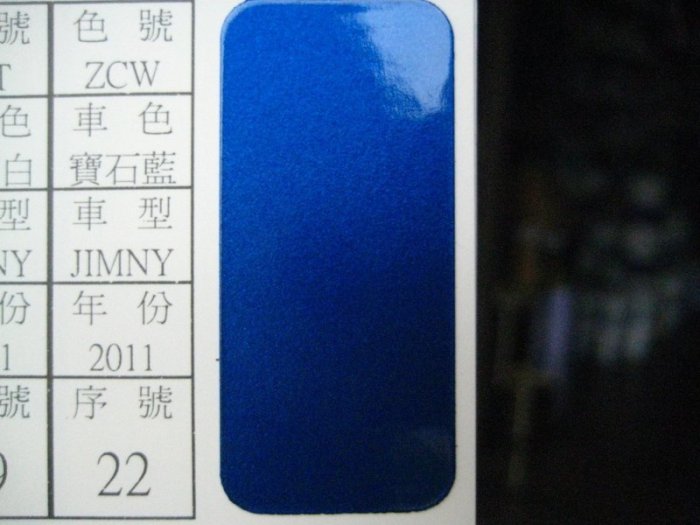 號 色號
T ZCW
色 車色
白 寶石藍
型 車型
NY JIMNY
份 年份
1 2011
號 序號
9 22